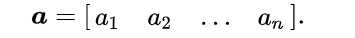 a = [ a₁ a₂ … aₙ ].